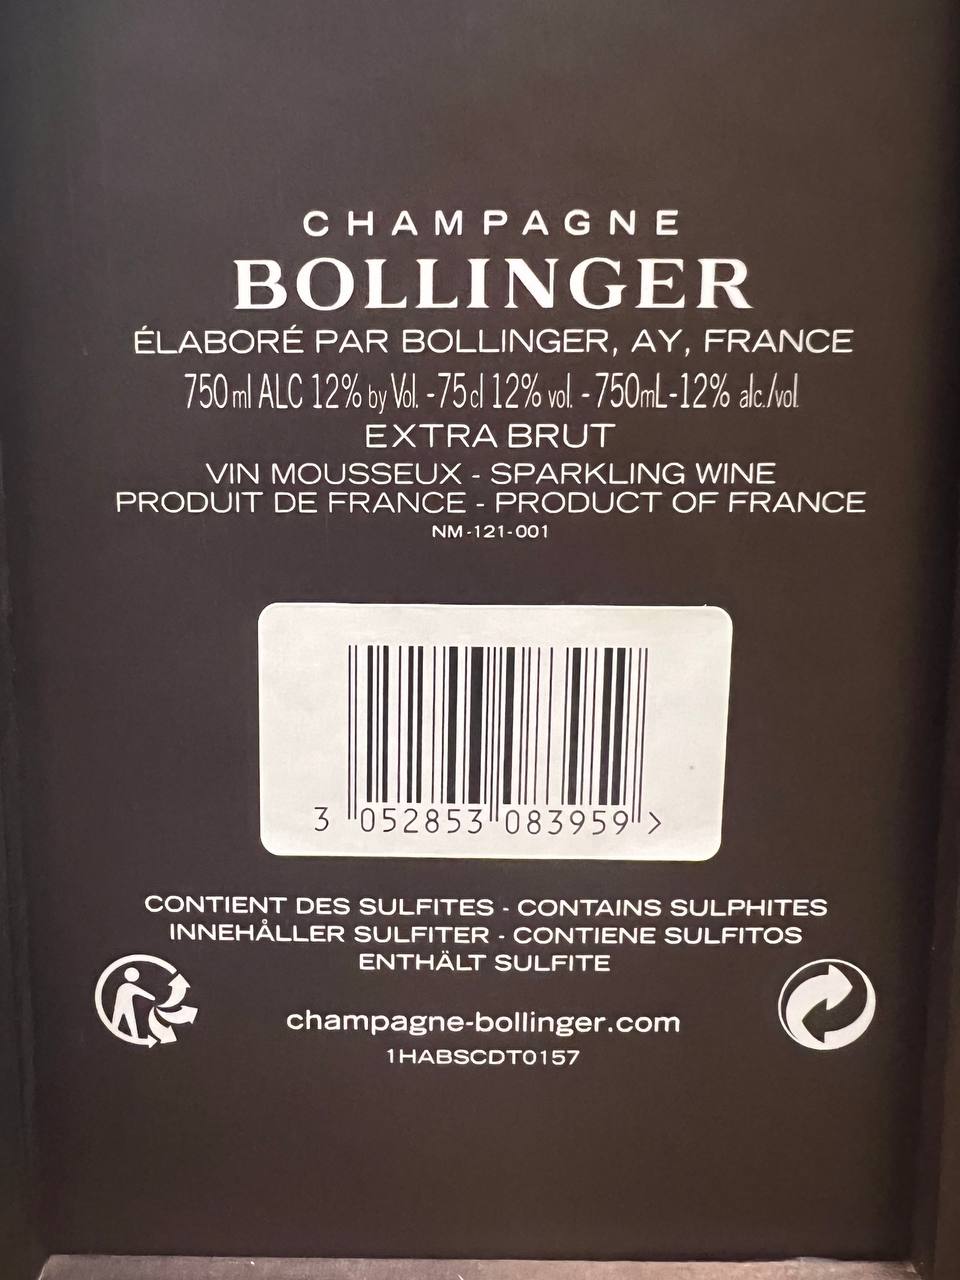 CHAMPAGNE
BOLLINGER
ÉLABORÉ PAR BOLLINGER, AY, FRANCE
750 ml ALC 12% by Vol. - 75 cl 12% vol. - 750mL-12% alc./vol
EXTRA BRUT
VIN MOUSSEUX - SPARKLING WINE
PRODUIT DE FRANCE - PRODUCT OF FRANCE
NM-121-001
3 052853 083959 >
CONTIENT DES SULFITES - CONTAINS SULPHITES
INNEHÅLLER SULFITER - CONTIENE SULFITOS
ENTHÄLT SULFITE
champagne-bollinger.com
1HABSCDT0157